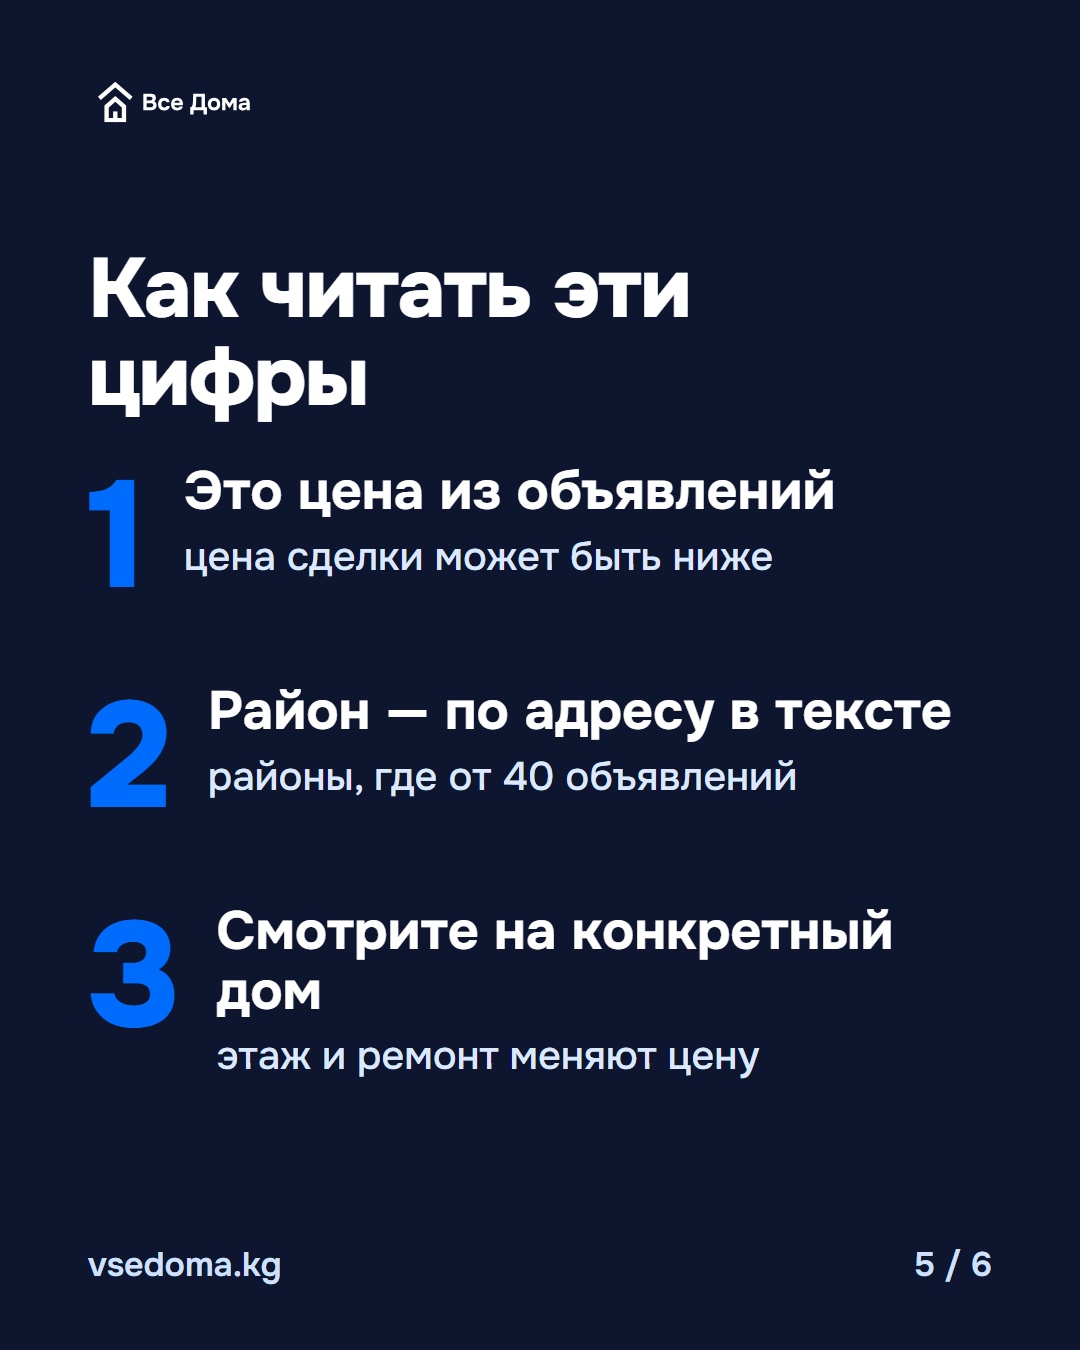 Все Дома
Как читать эти
цифры
1
Это цена из объявлений
цена сделки может быть ниже
2
Район — по адресу в тексте
районы, где от 40 объявлений
3
Смотрите на конкретный
дом
этаж и ремонт меняют цену
vsedoma.kg
5 / 6